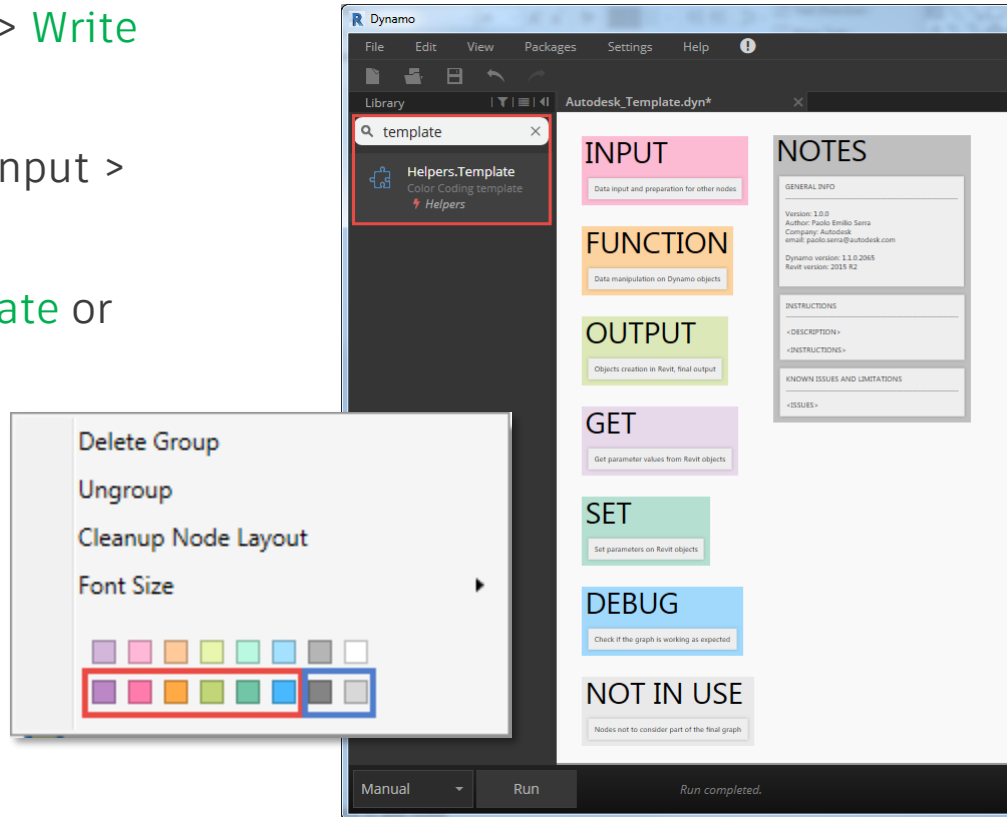 > Write
nput >
ate or
Dynamo
File Edit View Packages Settings Help
Library
Autodesk_Template.dyn*
template
Helpers.Template
Color Coding template
Helpers
INPUT
Data input and preparation for other nodes
FUNCTION
Data manipulation on Dynamo objects
OUTPUT
Objects creation in Revit, final output
GET
Get parameter values from Revit objects
SET
Set parameters on Revit objects
DEBUG
Check if the graph is working as expected
NOT IN USE
Nodes not to consider part of the final graph
NOTES
GENERAL INFO
Version: 1.0.0
Author: Paolo Emilio Serra
Company: Autodesk
email: paolo.serra@autodesk.com
Dynamo version: 1.1.0.2065
Revit version: 2015 R2
INSTRUCTIONS
<DESCRIPTION>
<INSTRUCTIONS>
KNOWN ISSUES AND LIMITATIONS
<ISSUES>
Delete Group
Ungroup
Cleanup Node Layout
Font Size
Manual Run Run completed.